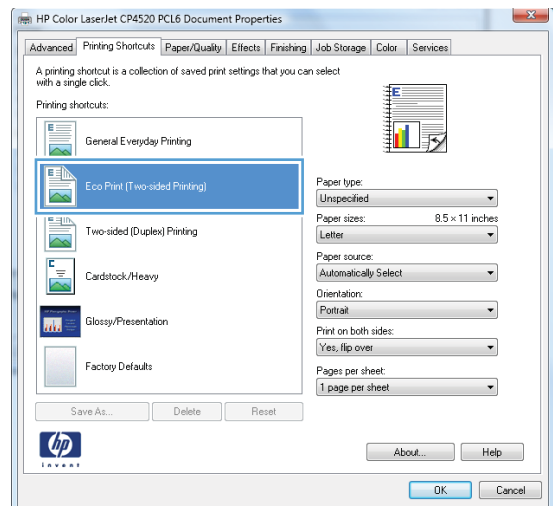 HP Color LaserJet CP4520 PCL6 Document Properties
Advanced Printing Shortcuts Paper/Quality Effects Finishing Job Storage Color Services
A printing shortcut is a collection of saved print settings that you can select
with a single click.
Printing shortcuts:
E
General Everyday Printing
Eco Print (Two-sided Printing)
Two-sided (Duplex) Printing
Cardstock/Heavy
Glossy/Presentation
Factory Defaults
Save As... Delete Reset
E
Paper type:
Unspecified
Paper sizes: 8.5 × 11 inches
Letter
Paper source:
Automatically Select
Orientation:
Portrait
Print on both sides:
Yes, flip over
Pages per sheet:
1 page per sheet
hp
invent
About... Help
OK Cancel